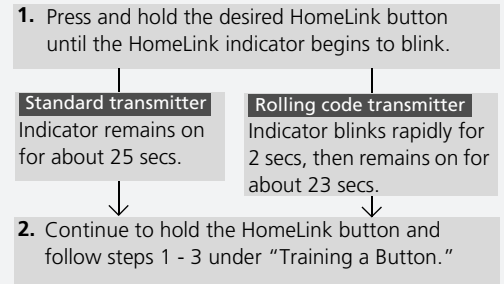 1. Press and hold the desired HomeLink button
until the HomeLink indicator begins to blink.
Standard transmitter
Indicator remains on
for about 25 secs.
Rolling code transmitter
Indicator blinks rapidly for
2 secs, then remains on for
about 23 secs.
2. Continue to hold the HomeLink button and
follow steps 1 - 3 under “Training a Button.”